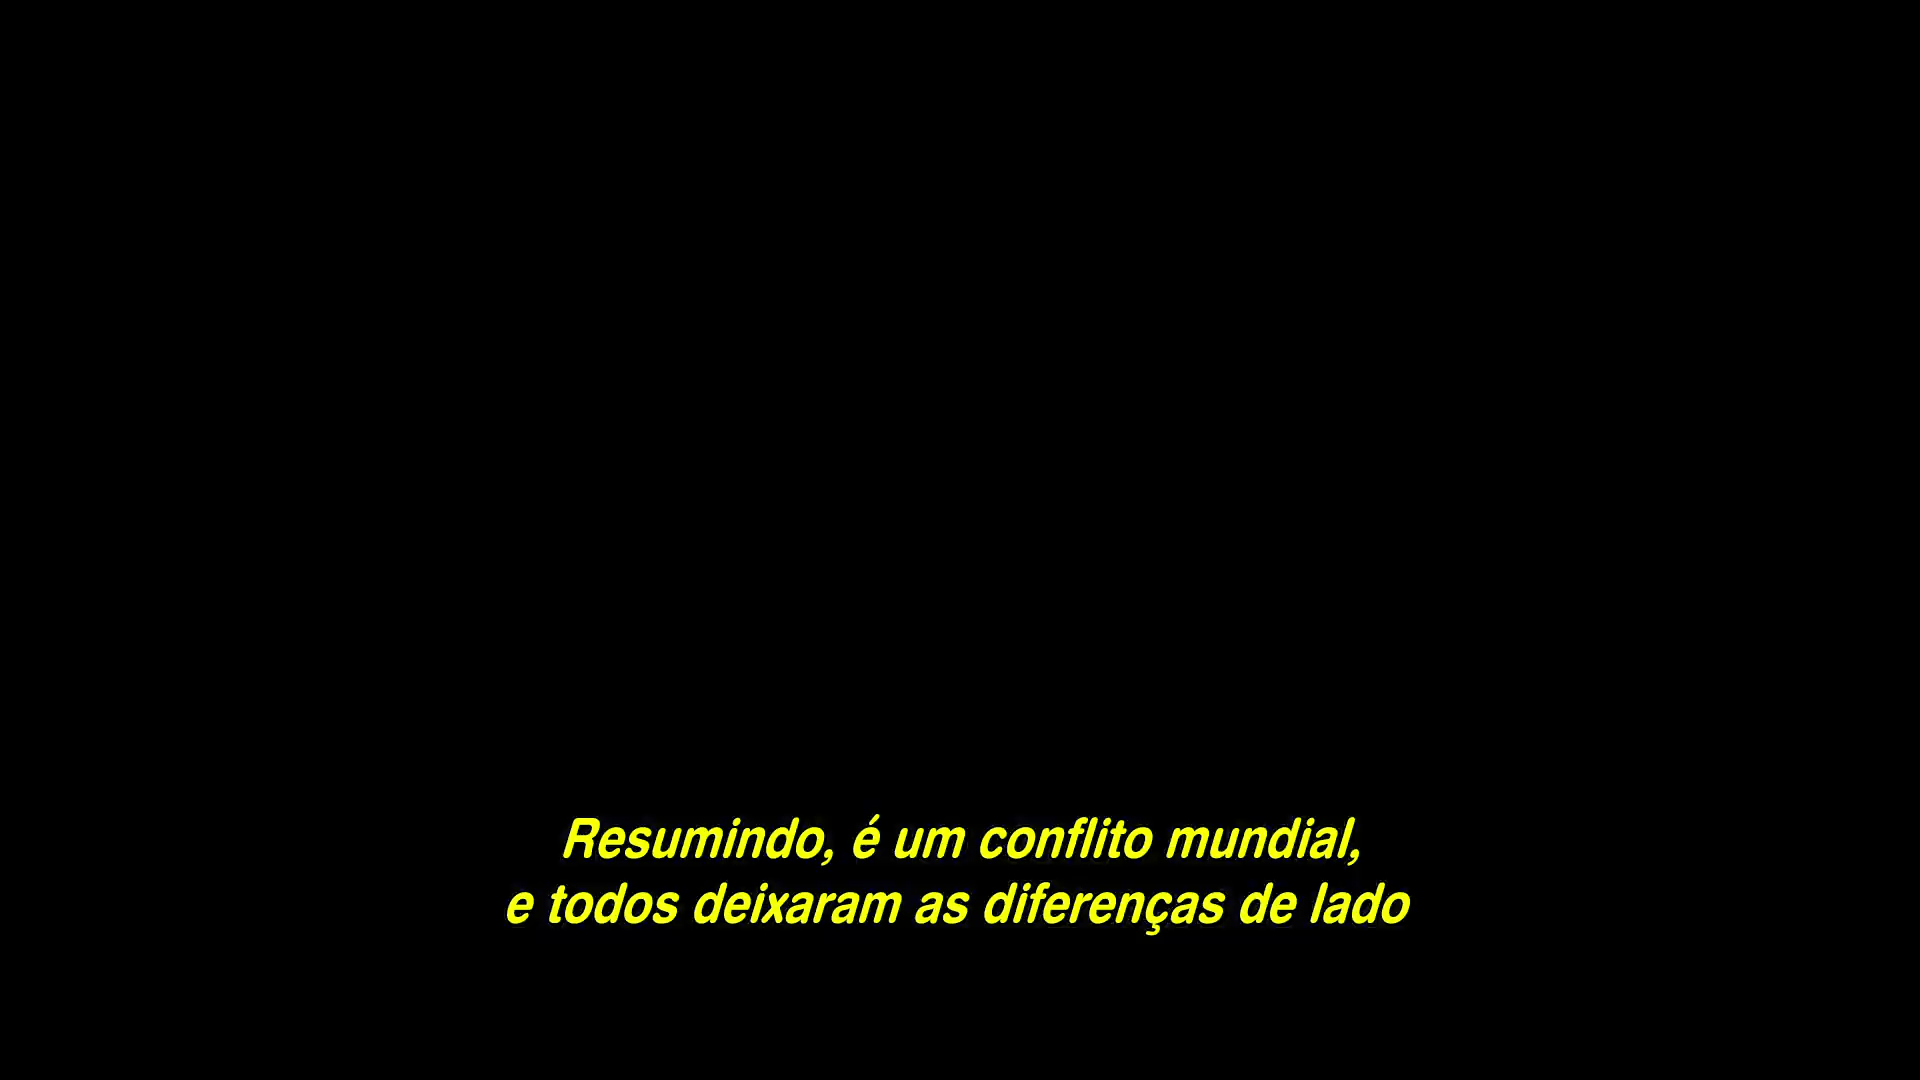 Resumindo, é um conflito mundial,
e todos deixaram as diferenças de lado